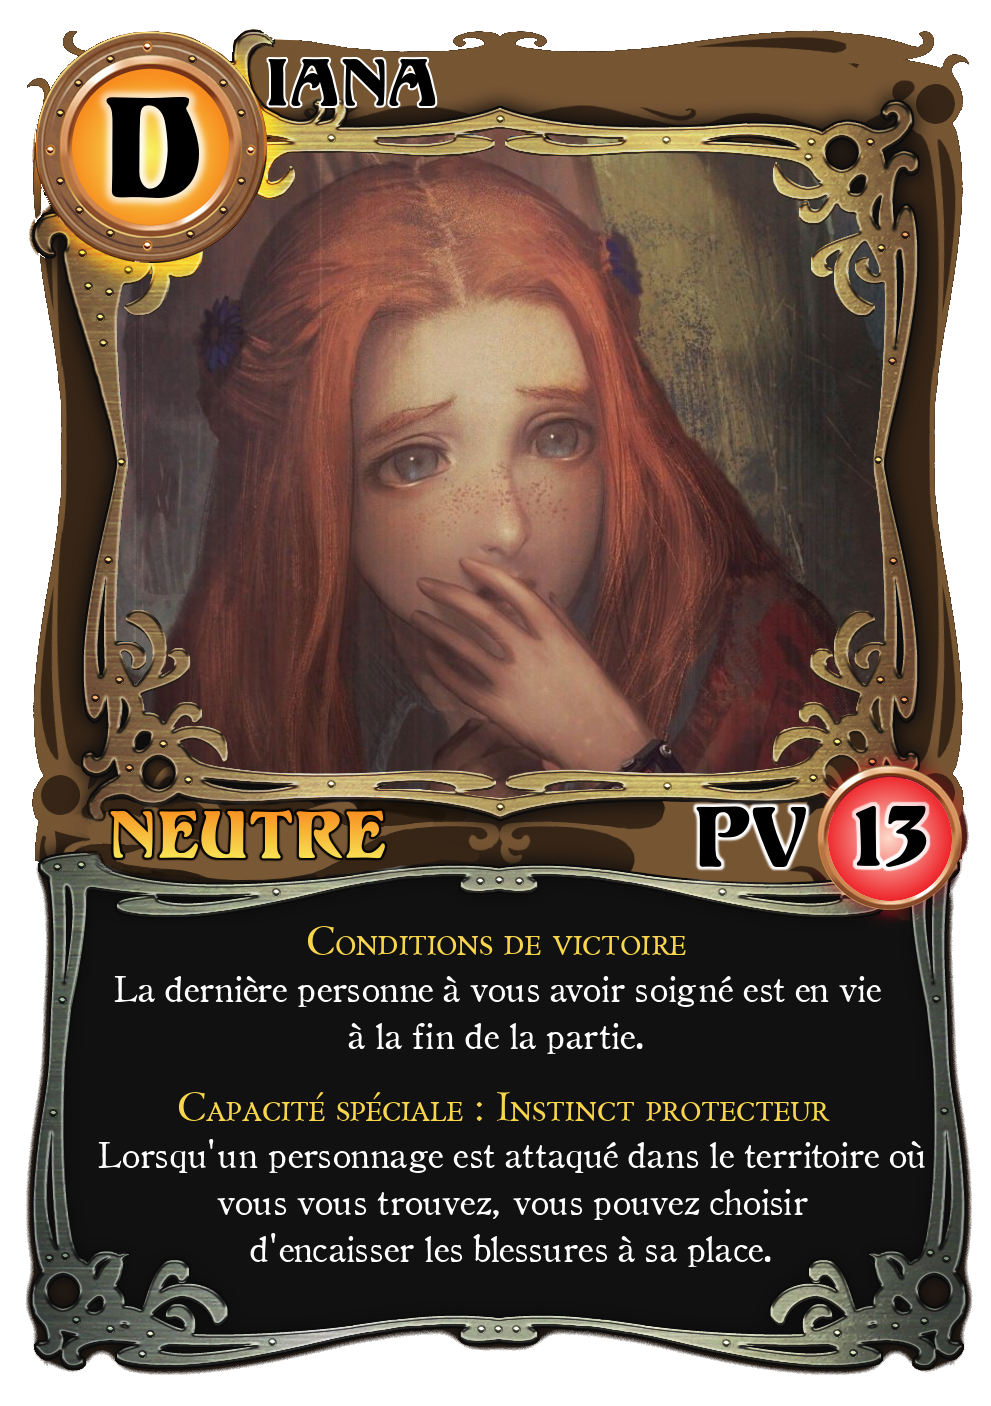 DIANA
NEUTRE
PV 13
Conditions de victoire
La dernière personne à vous avoir soigné est en vie
à la fin de la partie.
Capacité spéciale : Instinct protecteur
Lorsqu'un personnage est attaqué dans le territoire où
vous vous trouvez, vous pouvez choisir
d'encaisser les blessures à sa place.